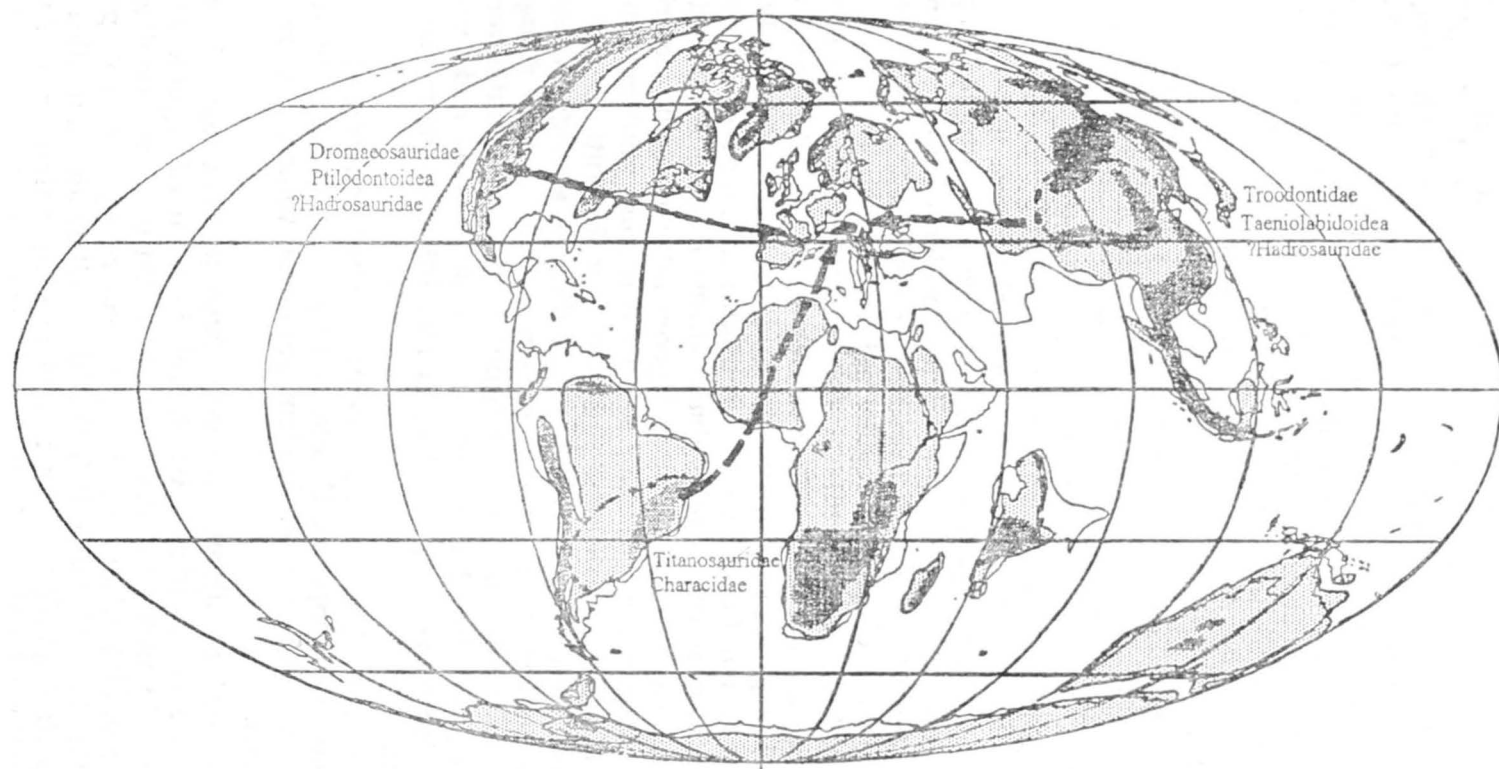 Dromaeosauridae
Ptilodontoidea
?Hadrosauridae
Troodontidae
Taeniolabidoidea
?Hadrosauridae
Titanosauridae
Characidae